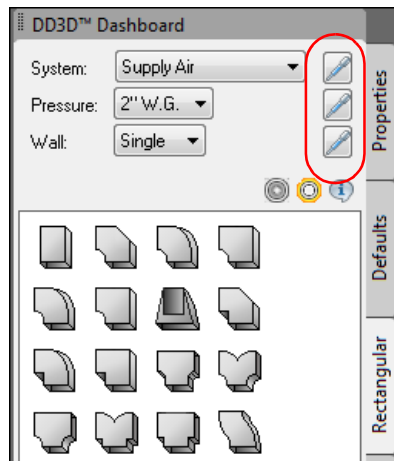 DD3D™ Dashboard
System: Supply Air
Pressure: 2" W.G.
Wall: Single
Properties
Defaults
Rectangular